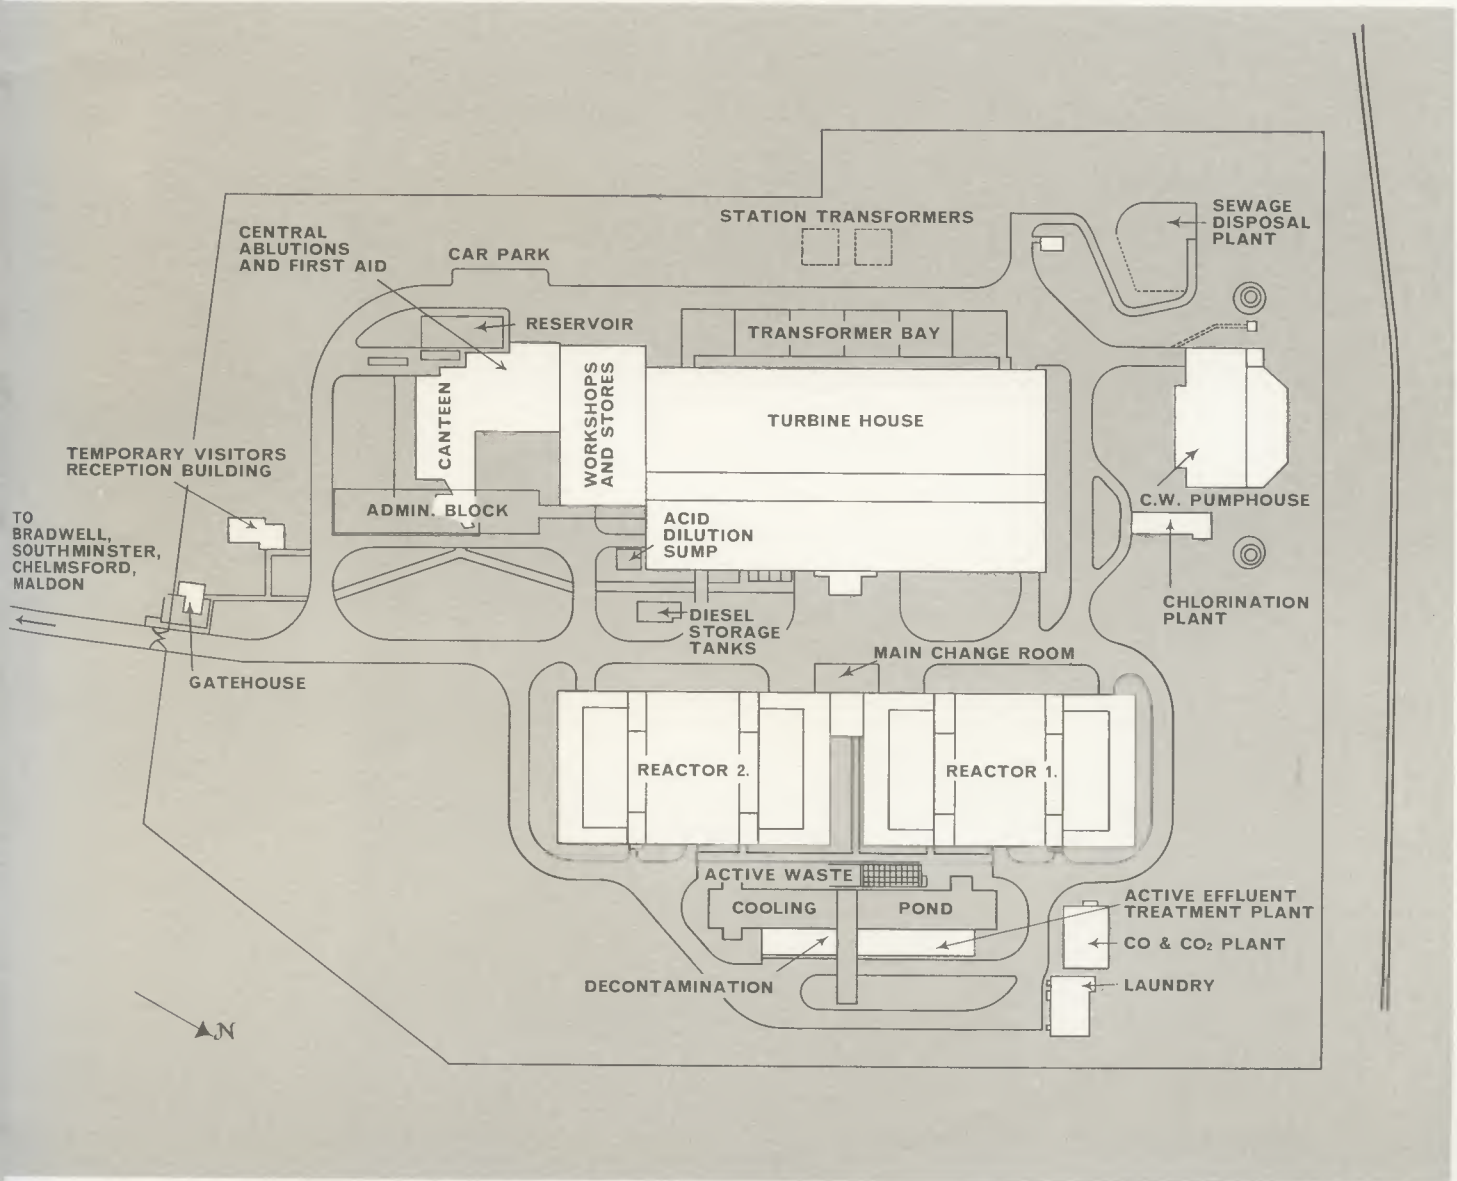 SEWAGE
DISPOSAL
PLANT
STATION TRANSFORMERS
CENTRAL
ABLUTIONS
AND FIRST AID
CAR PARK
RESERVOIR
TRANSFORMER BAY
CANTEEN
WORKSHOPS
AND STORES
TURBINE HOUSE
TEMPORARY VISITORS
RECEPTION BUILDING
C.W. PUMPHOUSE
ADMIN. BLOCK
TO
BRADWELL,
SOUTHMINSTER,
CHELMSFORD,
MALDON
ACID
DILUTION
SUMP
CHLORINATION
PLANT
DIESEL
STORAGE
TANKS
MAIN CHANGE ROOM
GATEHOUSE
REACTOR 2.
REACTOR 1.
ACTIVE WASTE
COOLING POND
ACTIVE EFFLUENT
TREATMENT PLANT
CO & CO₂ PLANT
DECONTAMINATION
LAUNDRY
N